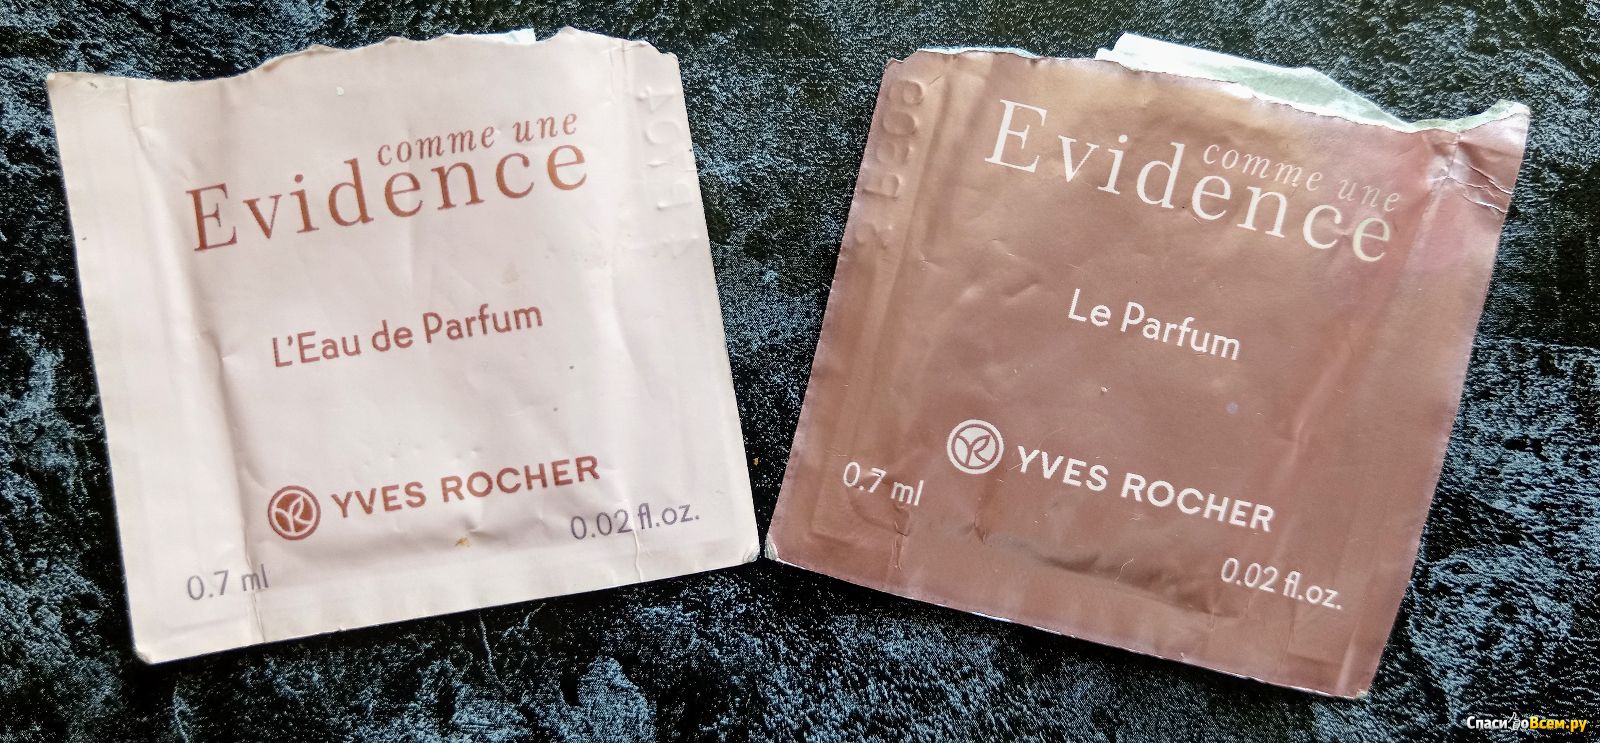 comme une
Evidence
L'Eau de Parfum
YVES ROCHER
0.02 fl.oz.
0.7 ml
comme une
Evidence
Le Parfum
YVES ROCHER
0.7 ml
0.02 fl.oz.
СпасиБоВсем.ру